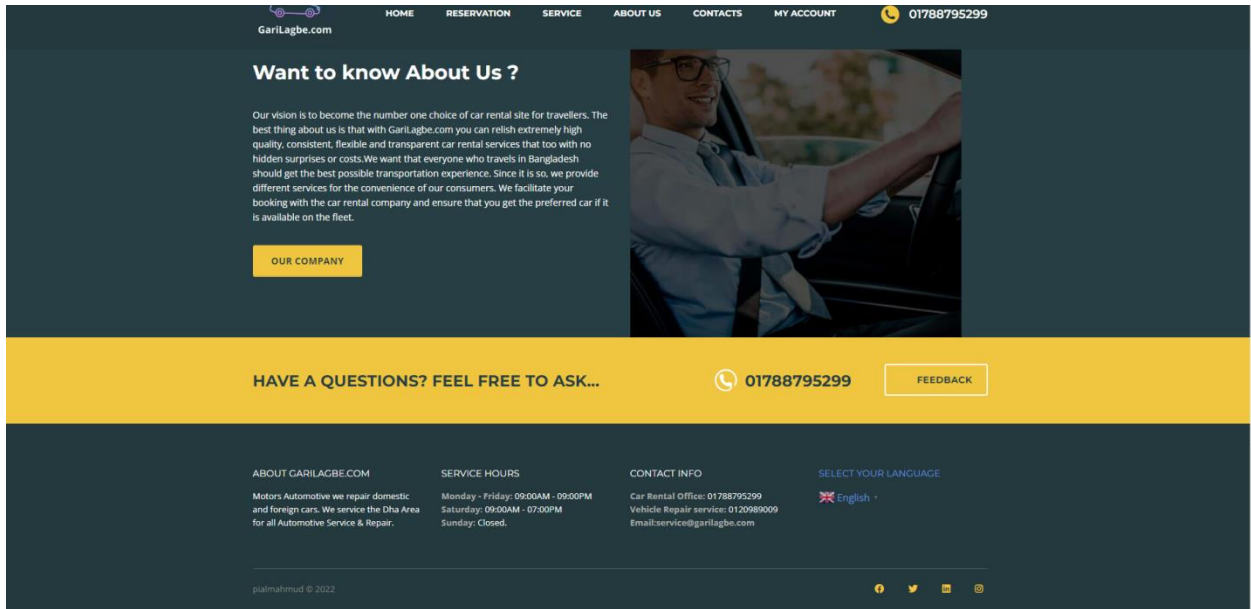 GariLagbe.com
HOME RESERVATION SERVICE ABOUT US CONTACTS MY ACCOUNT 01788795299
Want to know About Us ?
Our vision is to become the number one choice of car rental site for travellers. The
best thing about us is that with GariLagbe.com you can relish extremely high
quality, consistent, flexible and transparent car rental services that too with no
hidden surprises or costs.We want that everyone who travels in Bangladesh
should get the best possible transportation experience. Since it is so, we provide
different services for the convenience of our consumers. We facilitate your
booking with the car rental company and ensure that you get the preferred car if it
is available on the fleet.
OUR COMPANY
HAVE A QUESTIONS? FEEL FREE TO ASK...
01788795299
FEEDBACK
ABOUT GARILAGBE.COM
Motors Automotive we repair domestic
and foreign cars. We service the Dha Area
for all Automotive Service & Repair.
SERVICE HOURS
Monday - Friday: 09:00AM - 09:00PM
Saturday: 09:00AM - 07:00PM
Sunday: Closed.
CONTACT INFO
Car Rental Office: 01788795299
Vehicle Repair service: 0120989009
Email:service@garilagbe.com
SELECT YOUR LANGUAGE
English
pialmahmud © 2022